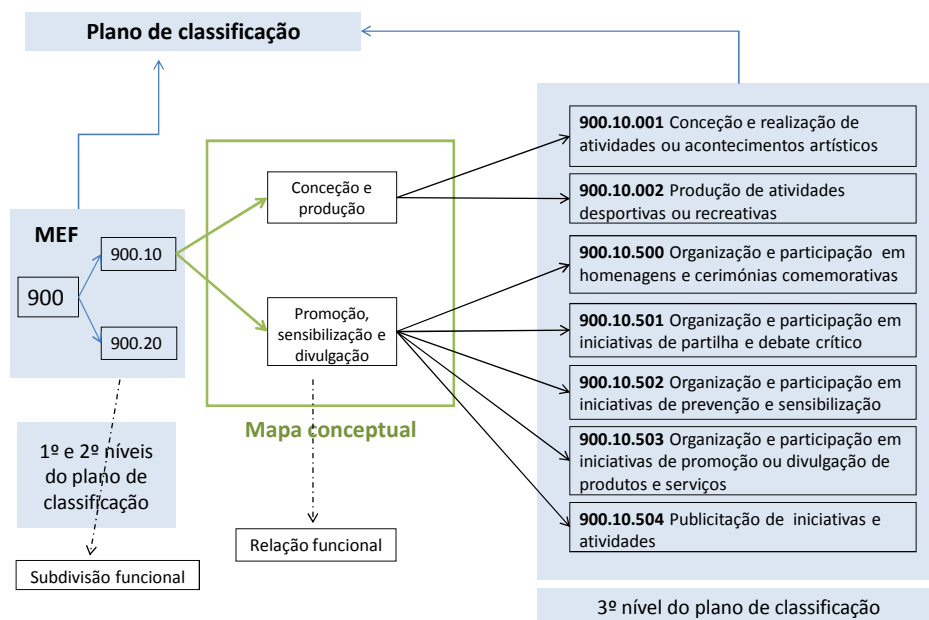 Plano de classificação
MEF
900
900.10
900.20
1º e 2º níveis
do plano de
classificação
Subdivisão funcional
Conceção e
produção
Promoção,
sensibilização e
divulgação
Mapa conceptual
Relação funcional
900.10.001 Conceção e realização de
atividades ou acontecimentos artísticos
900.10.002 Produção de atividades
desportivas ou recreativas
900.10.500 Organização e participação em
homenagens e cerimónias comemorativas
900.10.501 Organização e participação em
iniciativas de partilha e debate crítico
900.10.502 Organização e participação em
iniciativas de prevenção e sensibilização
900.10.503 Organização e participação em
iniciativas de promoção ou divulgação de
produtos e serviços
900.10.504 Publicitação de iniciativas e
atividades
3º nível do plano de classificação